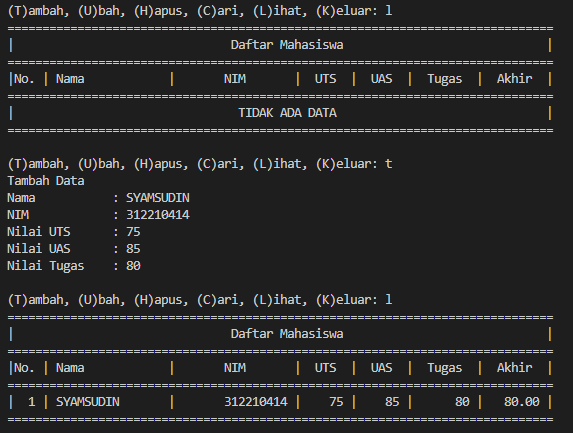 (T)ambah, (U)bah, (H)apus, (C)ari, (L)ihat, (K)eluar: l
==============================================================================
|                               Daftar Mahasiswa                             |
==============================================================================
|No. | Nama            |       NIM       |  UTS  |  UAS  |  Tugas  |  Akhir  |
==============================================================================
|                                TIDAK ADA DATA                              |
==============================================================================
(T)ambah, (U)bah, (H)apus, (C)ari, (L)ihat, (K)eluar: t
Tambah Data
Nama           : SYAMSUDIN
NIM            : 312210414
Nilai UTS      : 75
Nilai UAS      : 85
Nilai Tugas    : 80
(T)ambah, (U)bah, (H)apus, (C)ari, (L)ihat, (K)eluar: l
==============================================================================
|                               Daftar Mahasiswa                             |
==============================================================================
|No. | Nama            |       NIM       |  UTS  |  UAS  |  Tugas  |  Akhir  |
==============================================================================
|  1 | SYAMSUDIN       |       312210414 |    75 |    85 |      80 |   80.00 |
==============================================================================